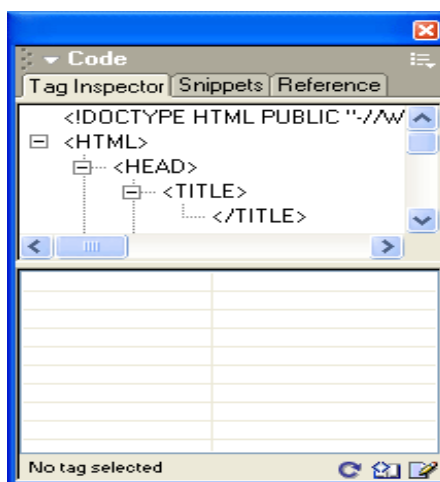 Code
Tag Inspector Snippets Reference
<!DOCTYPE HTML PUBLIC "-//W
<HTML>
<HEAD>
<TITLE>
</TITLE>
No tag selected